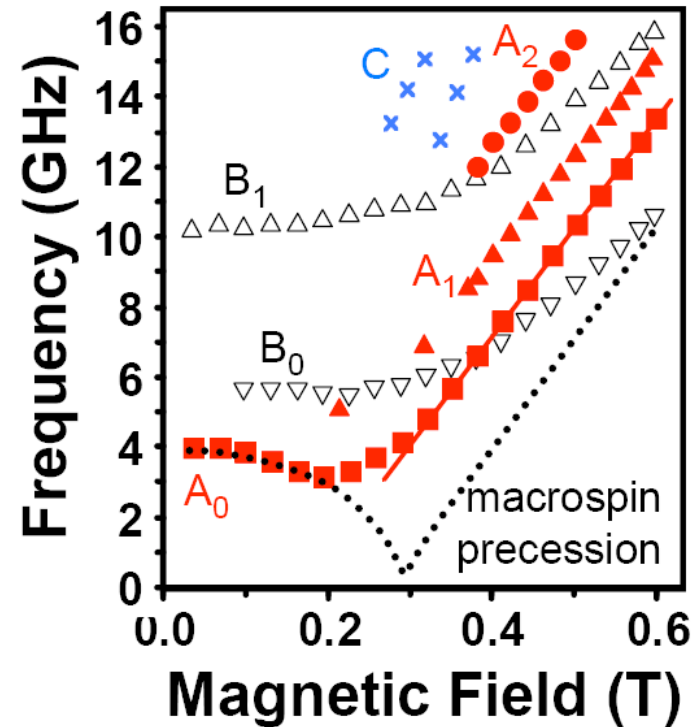 Frequency (GHz)
16
14
12
10
8
6
4
2
0
C
A2
B1
A1
B0
A0
macrospin
precession
0.0
0.2
0.4
0.6
Magnetic Field (T)